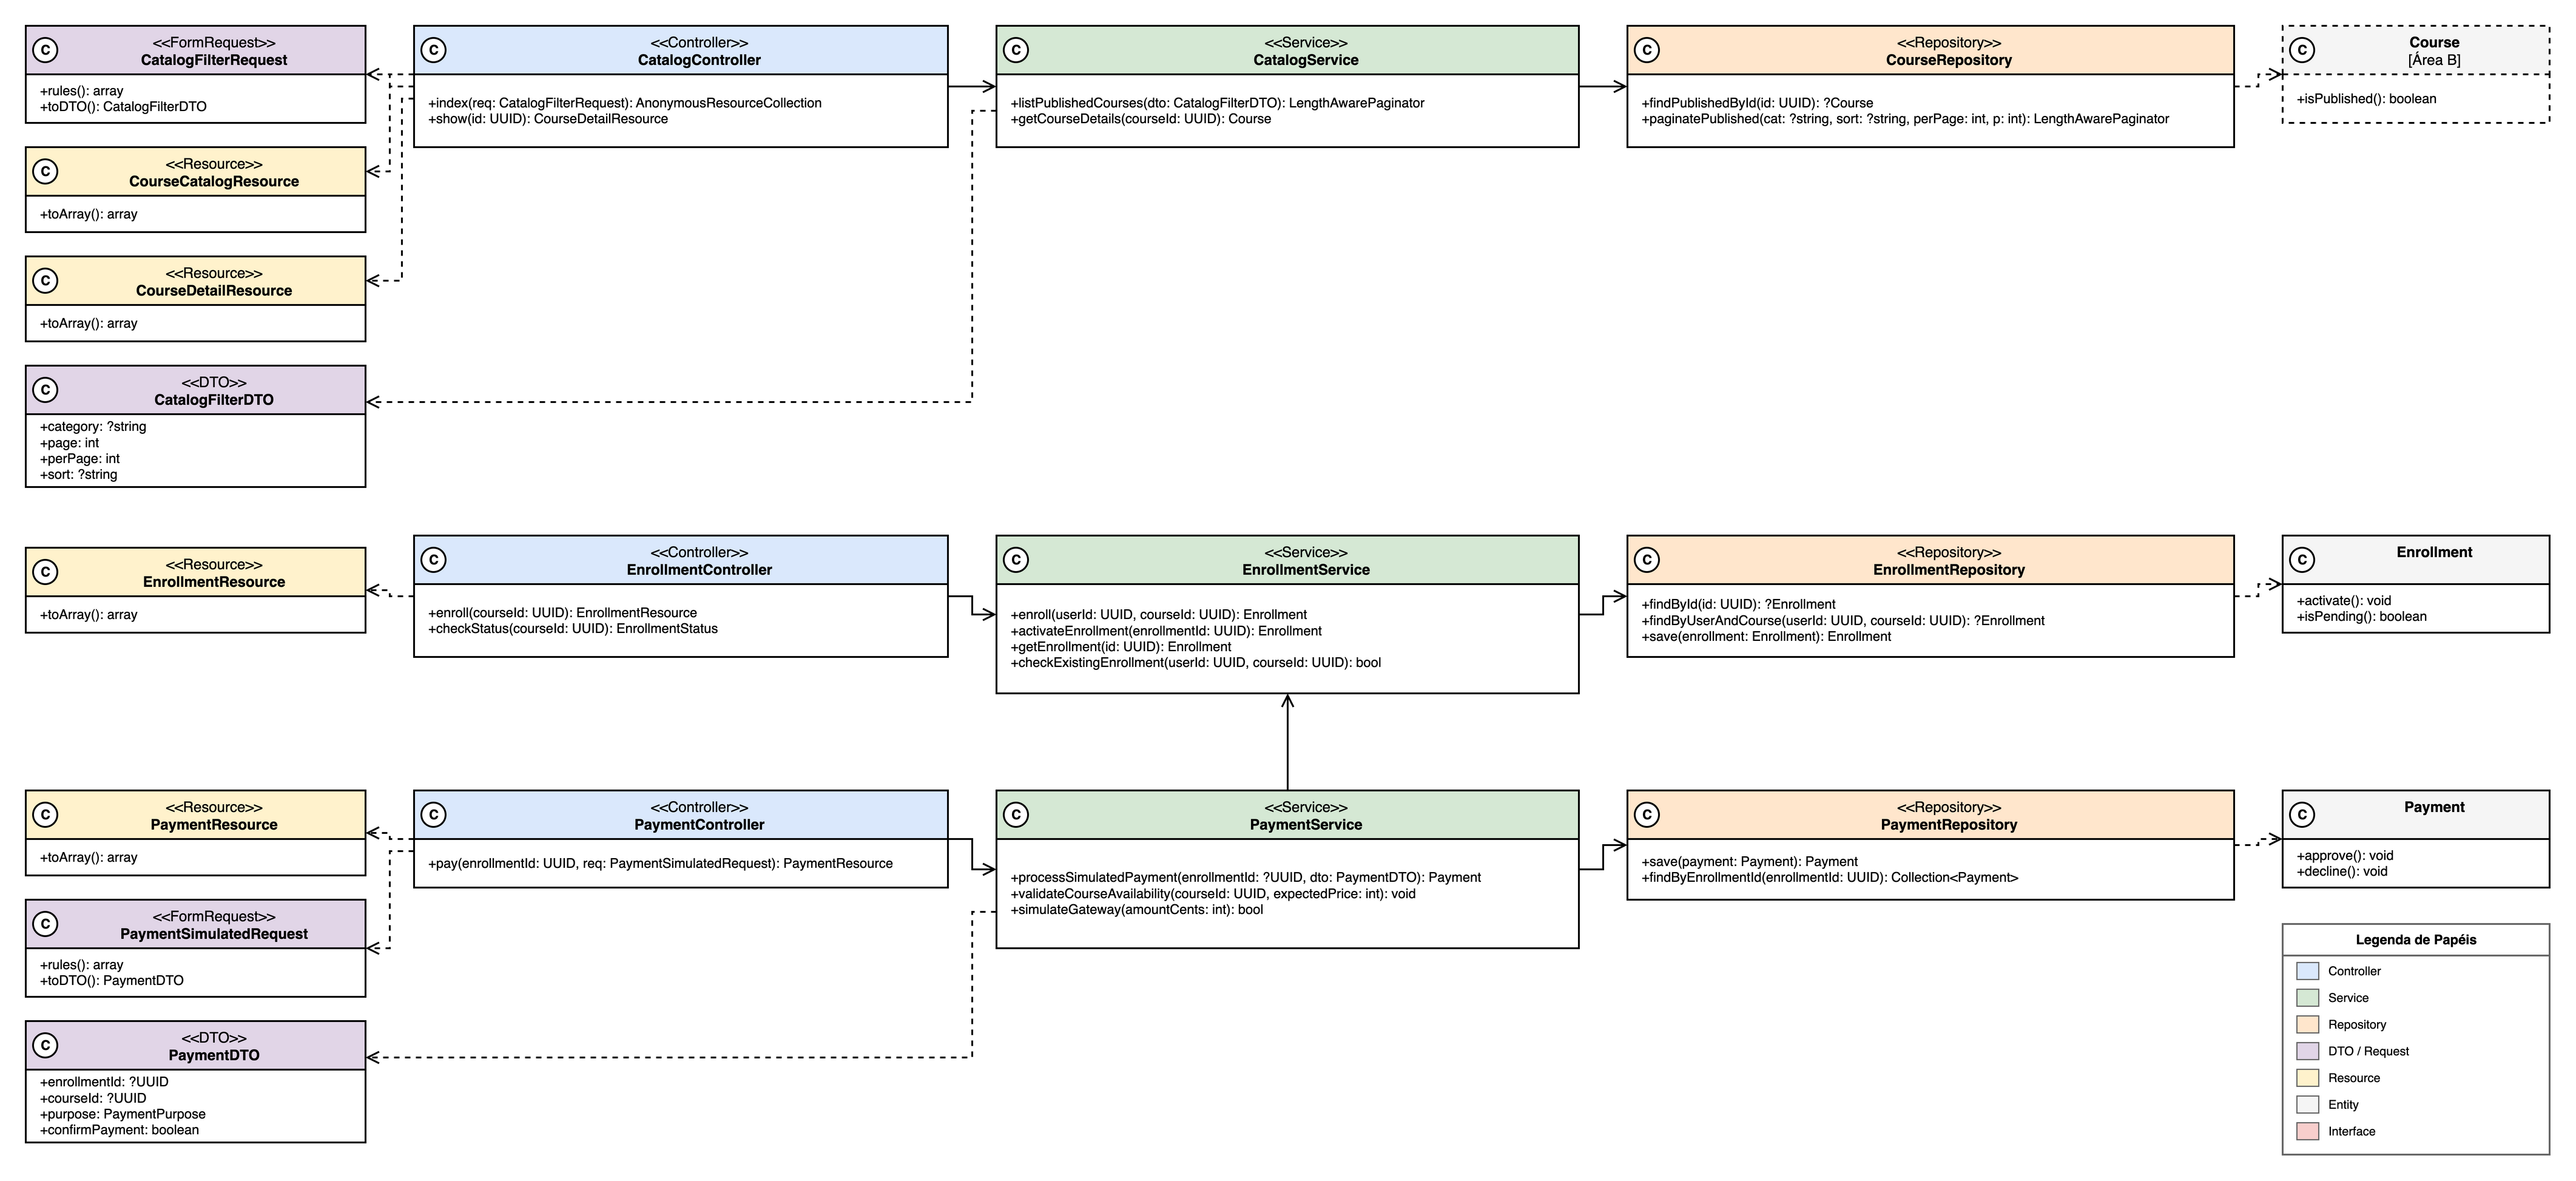 C
<<FormRequest>>
CatalogFilterRequest
+rules(): array
+toDTO(): CatalogFilterDTO
C
<<Controller>>
CatalogController
+index(req: CatalogFilterRequest): AnonymousResourceCollection
+show(id: UUID): CourseDetailResource
C
<<Service>>
CatalogService
+listPublishedCourses(dto: CatalogFilterDTO): LengthAwarePaginator
+getCourseDetails(courseId: UUID): Course
C
<<Repository>>
CourseRepository
+findPublishedById(id: UUID): ?Course
+paginatePublished(cat: ?string, sort: ?string, perPage: int, p: int): LengthAwarePaginator
C
Course
[Área B]
+isPublished(): boolean
C
<<Resource>>
CourseCatalogResource
+toArray(): array
C
<<Resource>>
CourseDetailResource
+toArray(): array
C
<<DTO>>
CatalogFilterDTO
+category: ?string
+page: int
+perPage: int
+sort: ?string
C
<<Resource>>
EnrollmentResource
+toArray(): array
C
<<Controller>>
EnrollmentController
+enroll(courseId: UUID): EnrollmentResource
+checkStatus(courseId: UUID): EnrollmentStatus
C
<<Service>>
EnrollmentService
+enroll(userId: UUID, courseId: UUID): Enrollment
+activateEnrollment(enrollmentId: UUID): Enrollment
+getEnrollment(id: UUID): Enrollment
+checkExistingEnrollment(userId: UUID, courseId: UUID): bool
C
<<Repository>>
EnrollmentRepository
+findById(id: UUID): ?Enrollment
+findByUserAndCourse(userId: UUID, courseId: UUID): ?Enrollment
+save(enrollment: Enrollment): Enrollment
C
Enrollment
+activate(): void
+isPending(): boolean
C
<<Resource>>
PaymentResource
+toArray(): array
C
<<Controller>>
PaymentController
+pay(enrollmentId: UUID, req: PaymentSimulatedRequest): PaymentResource
C
<<Service>>
PaymentService
+processSimulatedPayment(enrollmentId: ?UUID, dto: PaymentDTO): Payment
+validateCourseAvailability(courseId: UUID, expectedPrice: int): void
+simulateGateway(amountCents: int): bool
C
<<Repository>>
PaymentRepository
+save(payment: Payment): Payment
+findByEnrollmentId(enrollmentId: UUID): Collection<Payment>
C
Payment
+approve(): void
+decline(): void
C
<<FormRequest>>
PaymentSimulatedRequest
+rules(): array
+toDTO(): PaymentDTO
C
<<DTO>>
PaymentDTO
+enrollmentId: ?UUID
+courseId: ?UUID
+purpose: PaymentPurpose
+confirmPayment: boolean
Legenda de Papéis
Controller
Service
Repository
DTO / Request
Resource
Entity
Interface